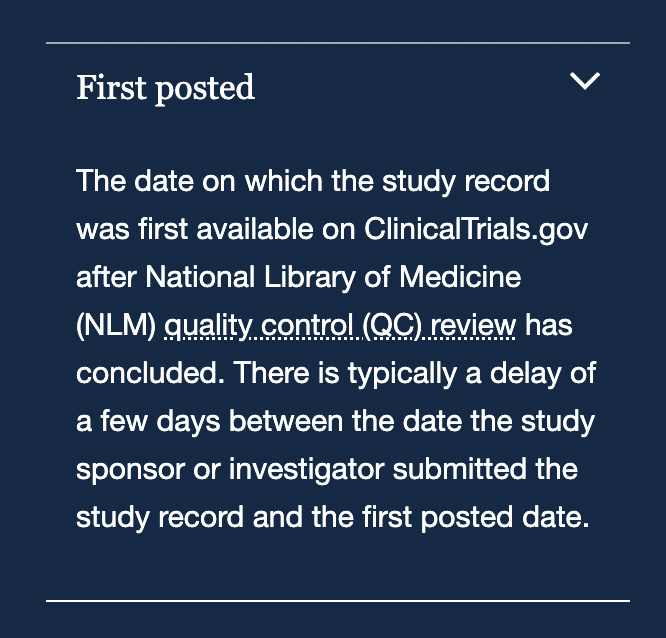 First posted
The date on which the study record
was first available on ClinicalTrials.gov
after National Library of Medicine
(NLM) quality control (QC) review has
concluded. There is typically a delay of
a few days between the date the study
sponsor or investigator submitted the
study record and the first posted date.